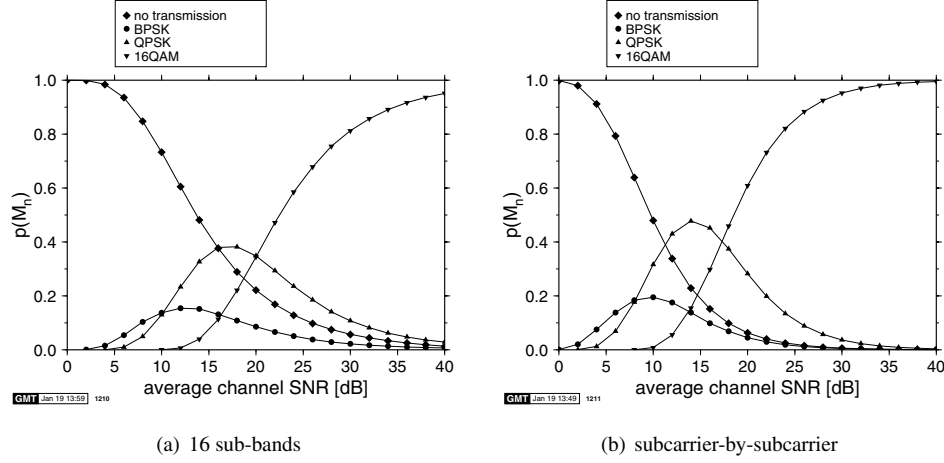 no transmission
BPSK
QPSK
16QAM
1.0
0.8
0.6
0.4
0.2
0.0
p(Mn)
0 5 10 15 20 25 30 35 40
average channel SNR [dB]
GMT Jan 19 13:59 1210
(a) 16 sub-bands
no transmission
BPSK
QPSK
16QAM
1.0
0.8
0.6
0.4
0.2
0.0
p(Mn)
0 5 10 15 20 25 30 35 40
average channel SNR [dB]
GMT Jan 19 13:49 1211
(b) subcarrier-by-subcarrier